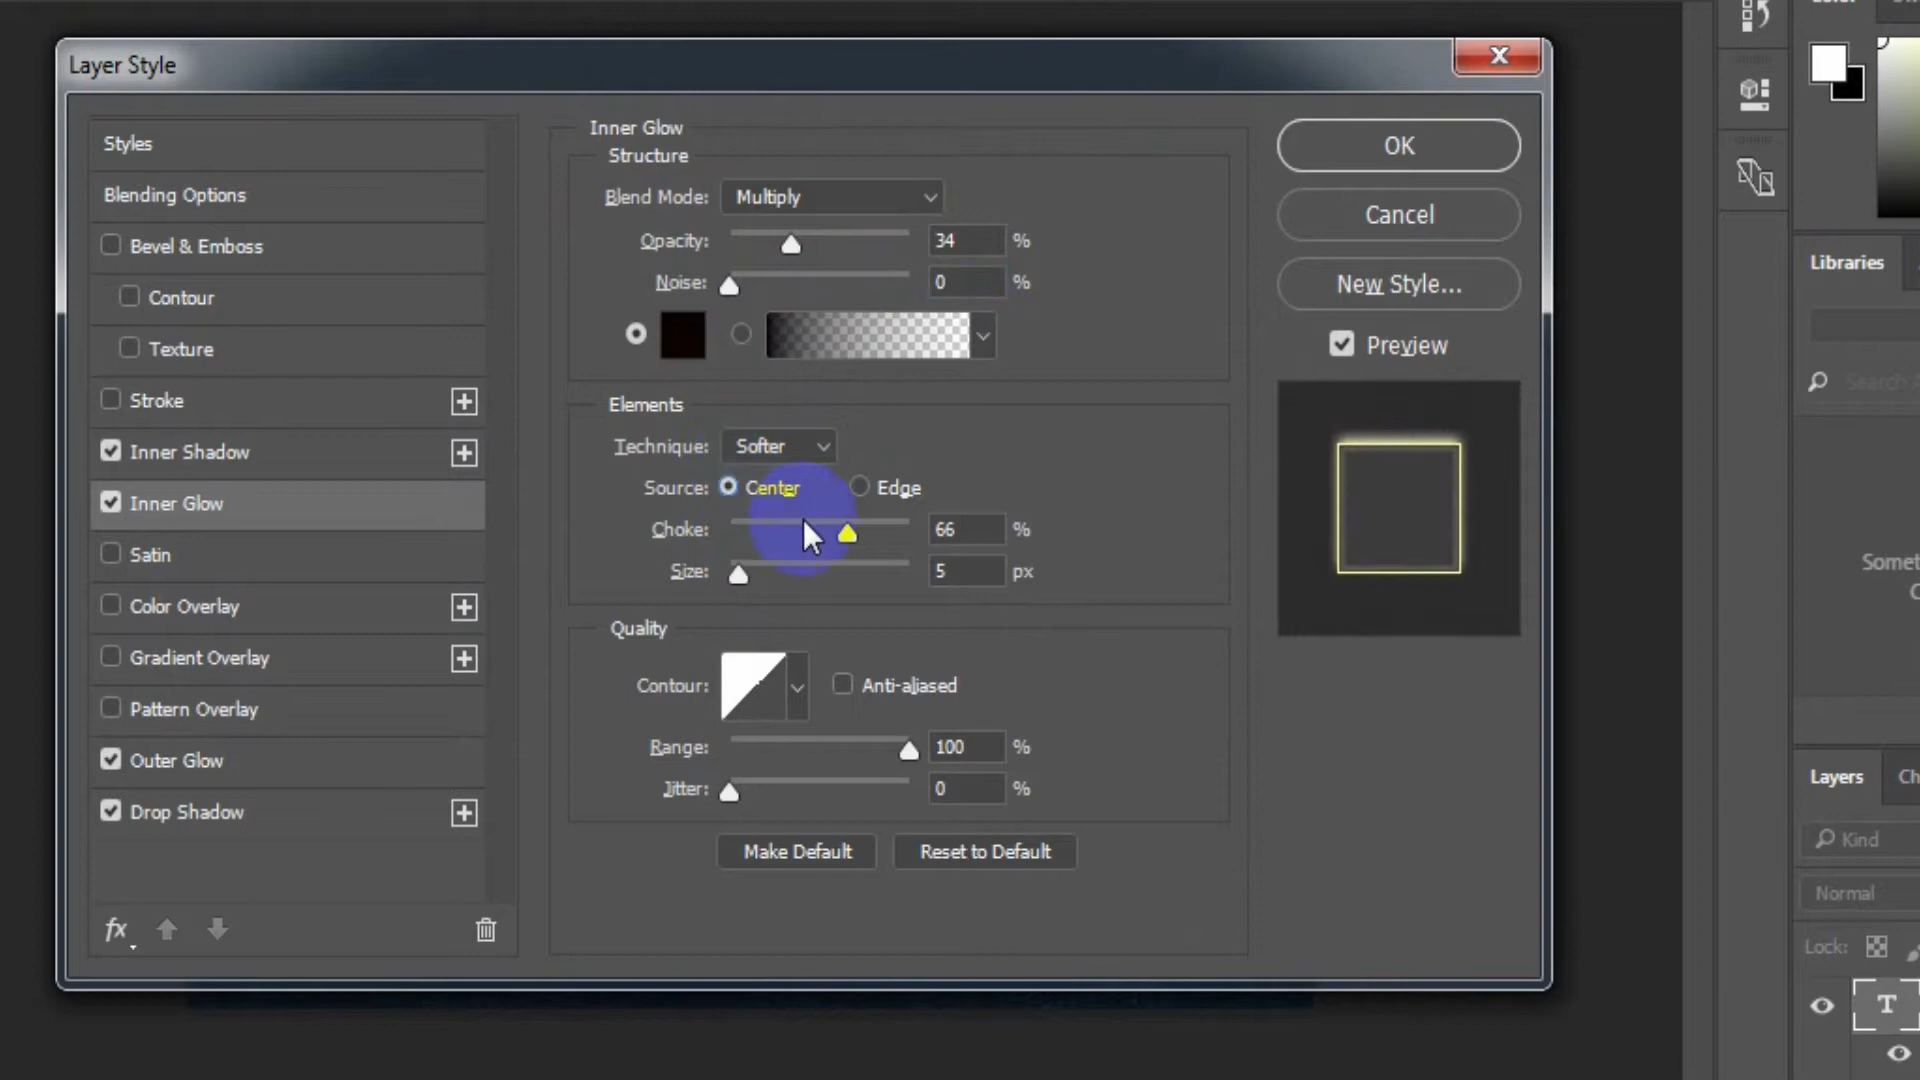 Layer Style
Styles
Blending Options
Bevel & Emboss
Contour
Texture
Stroke
Inner Shadow
Inner Glow
Satin
Color Overlay
Gradient Overlay
Pattern Overlay
Outer Glow
Drop Shadow
fx
Inner Glow
Structure
Blend Mode: Multiply
Opacity: 34 %
Noise: 0 %
Elements
Technique: Softer
Source: Center Edge
Choke: 66 %
Size: 5 px
Quality
Contour: Anti-aliased
Range: 100 %
Jitter: 0 %
Make Default Reset to Default
OK
Cancel
New Style...
Preview
Libraries
Search
Layers
Kind
Normal
Lock:
T